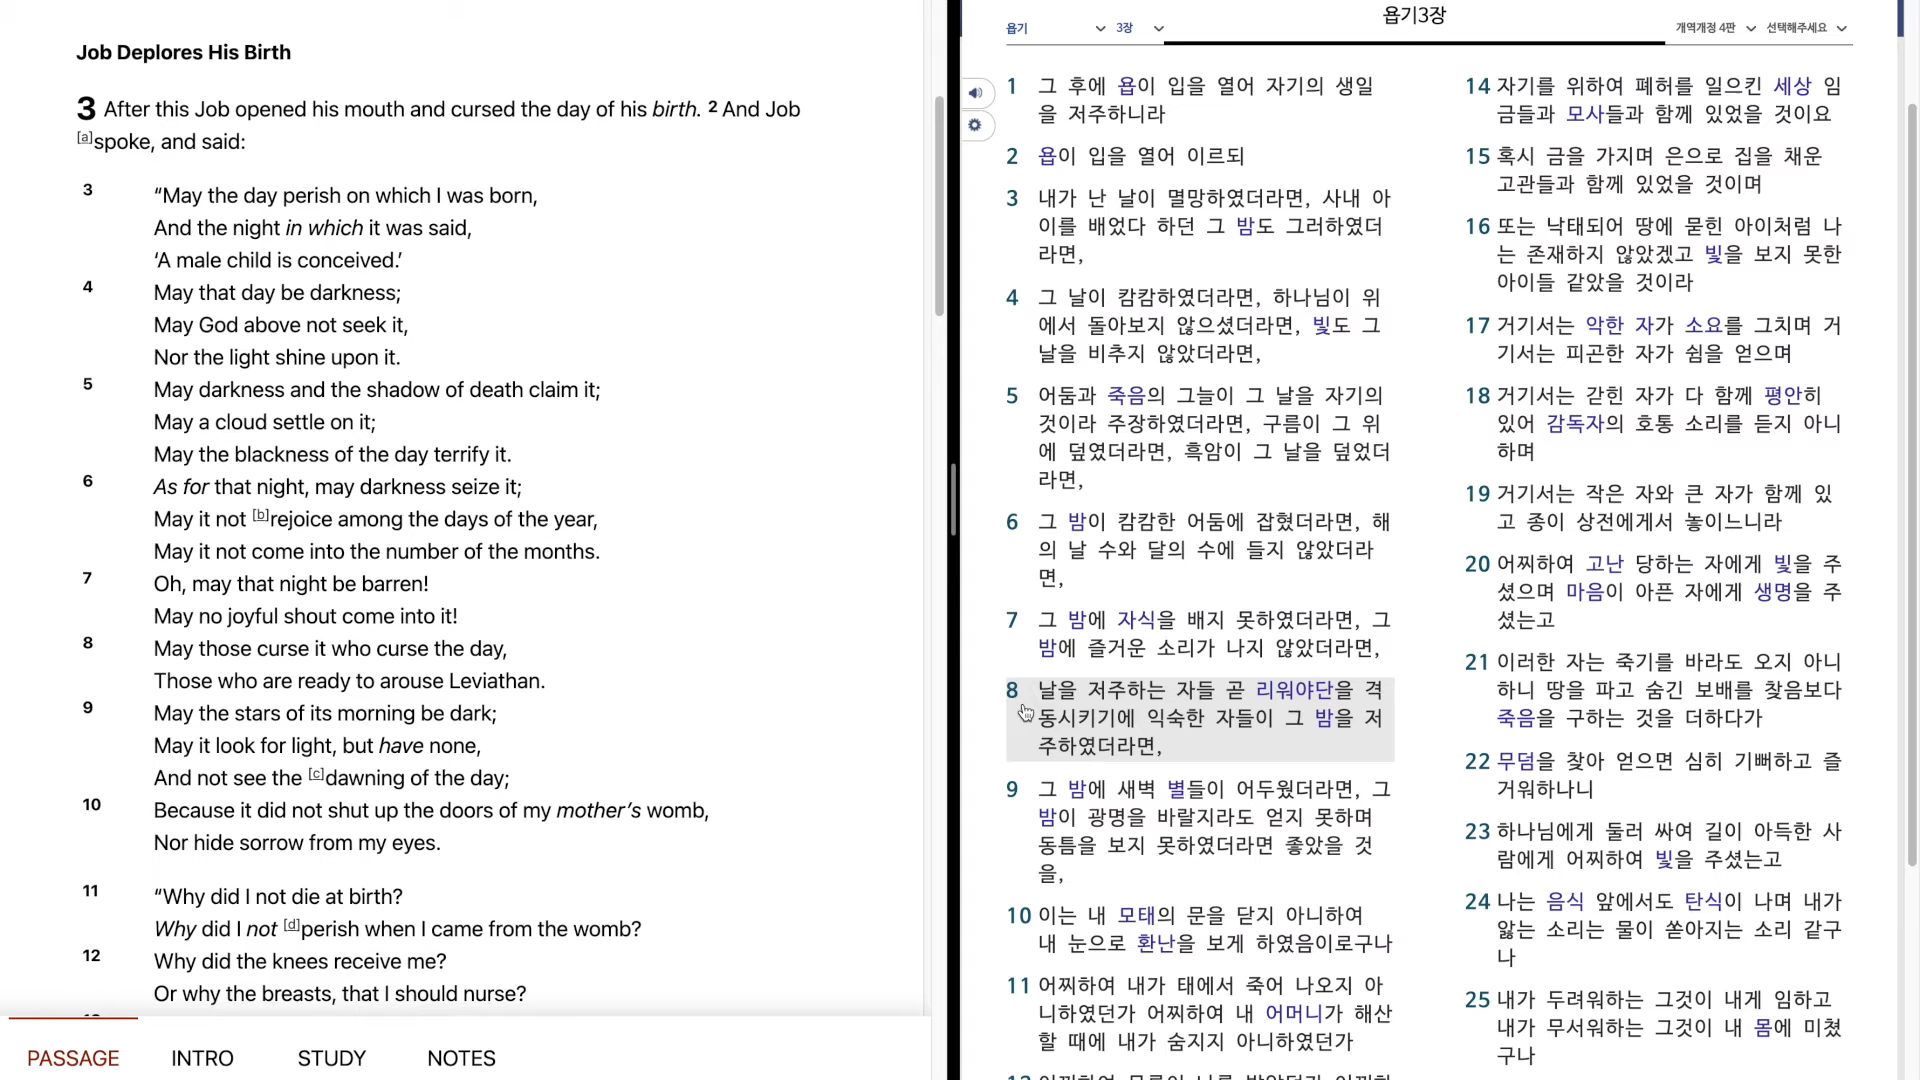 Job Deplores His Birth
3 After this Job opened his mouth and cursed the day of his birth. 2 And Job
[a]spoke, and said:
3 “May the day perish on which I was born,
And the night in which it was said,
‘A male child is conceived.’
4 May that day be darkness;
May God above not seek it,
Nor the light shine upon it.
5 May darkness and the shadow of death claim it;
May a cloud settle on it;
May the blackness of the day terrify it.
6 As for that night, may darkness seize it;
May it not [b]rejoice among the days of the year,
May it not come into the number of the months.
7 Oh, may that night be barren!
May no joyful shout come into it!
8 May those curse it who curse the day,
Those who are ready to arouse Leviathan.
9 May the stars of its morning be dark;
May it look for light, but have none,
And not see the [c]dawning of the day;
10 Because it did not shut up the doors of my mother’s womb,
Nor hide sorrow from my eyes.
11 “Why did I not die at birth?
Why did I not [d]perish when I came from the womb?
12 Why did the knees receive me?
Or why the breasts, that I should nurse?
PASSAGE INTRO STUDY NOTES
욥기3장
욥기 3장 개역개정 4판 선택해주세요
1 그 후에 욥이 입을 열어 자기의 생일
을 저주하니라
2 욥이 입을 열어 이르되
3 내가 난 날이 멸망하였더라면, 사내 아
이를 배었다 하던 그 밤도 그러하였더
라면,
4 그 날이 캄캄하였더라면, 하나님이 위
에서 돌아보지 않으셨더라면, 빛도 그
날을 비추지 않았더라면,
5 어둠과 죽음의 그늘이 그 날을 자기의
것이라 주장하였더라면, 구름이 그 위
에 덮였더라면, 흑암이 그 날을 덮었더
라면,
6 그 밤이 캄캄한 어둠에 잡혔더라면, 해
의 날 수와 달의 수에 들지 않았더라
면,
7 그 밤에 자식을 배지 못하였더라면, 그
밤에 즐거운 소리가 나지 않았더라면,
8 날을 저주하는 자들 곧 리워야단을 격
동시키기에 익숙한 자들이 그 밤을 저
주하였더라면,
9 그 밤에 새벽 별들이 어두웠더라면, 그
밤이 광명을 바랄지라도 얻지 못하며
동틈을 보지 못하였더라면 좋았을 것
을,
10 이는 내 모태의 문을 닫지 아니하여
내 눈으로 환난을 보게 하였음이로구나
11 어찌하여 내가 태에서 죽어 나오지 아
니하였던가 어찌하여 내 어머니가 해산
할 때에 내가 숨지지 아니하였던가
14 자기를 위하여 폐허를 일으킨 세상 임
금들과 모사들과 함께 있었을 것이요
15 혹시 금을 가지며 은으로 집을 채운
고관들과 함께 있었을 것이며
16 또는 낙태되어 땅에 묻힌 아이처럼 나
는 존재하지 않았겠고 빛을 보지 못한
아이들 같았을 것이라
17 거기서는 악한 자가 소요를 그치며 거
기서는 피곤한 자가 쉼을 얻으며
18 거기서는 갇힌 자가 다 함께 평안히
있어 감독자의 호통 소리를 듣지 아니
하며
19 거기서는 작은 자와 큰 자가 함께 있
고 종이 상전에게서 놓이느니라
20 어찌하여 고난 당하는 자에게 빛을 주
셨으며 마음이 아픈 자에게 생명을 주
셨는고
21 이러한 자는 죽기를 바라도 오지 아니
하니 땅을 파고 숨긴 보배를 찾음보다
죽음을 구하는 것을 더하다가
22 무덤을 찾아 얻으면 심히 기뻐하고 즐
거워하나니
23 하나님에게 둘러 싸여 길이 아득한 사
람에게 어찌하여 빛을 주셨는고
24 나는 음식 앞에서도 탄식이 나며 내가
앓는 소리는 물이 쏟아지는 소리 같구
나
25 내가 두려워하는 그것이 내게 임하고
내가 무서워하는 그것이 내 몸에 미쳤
구나